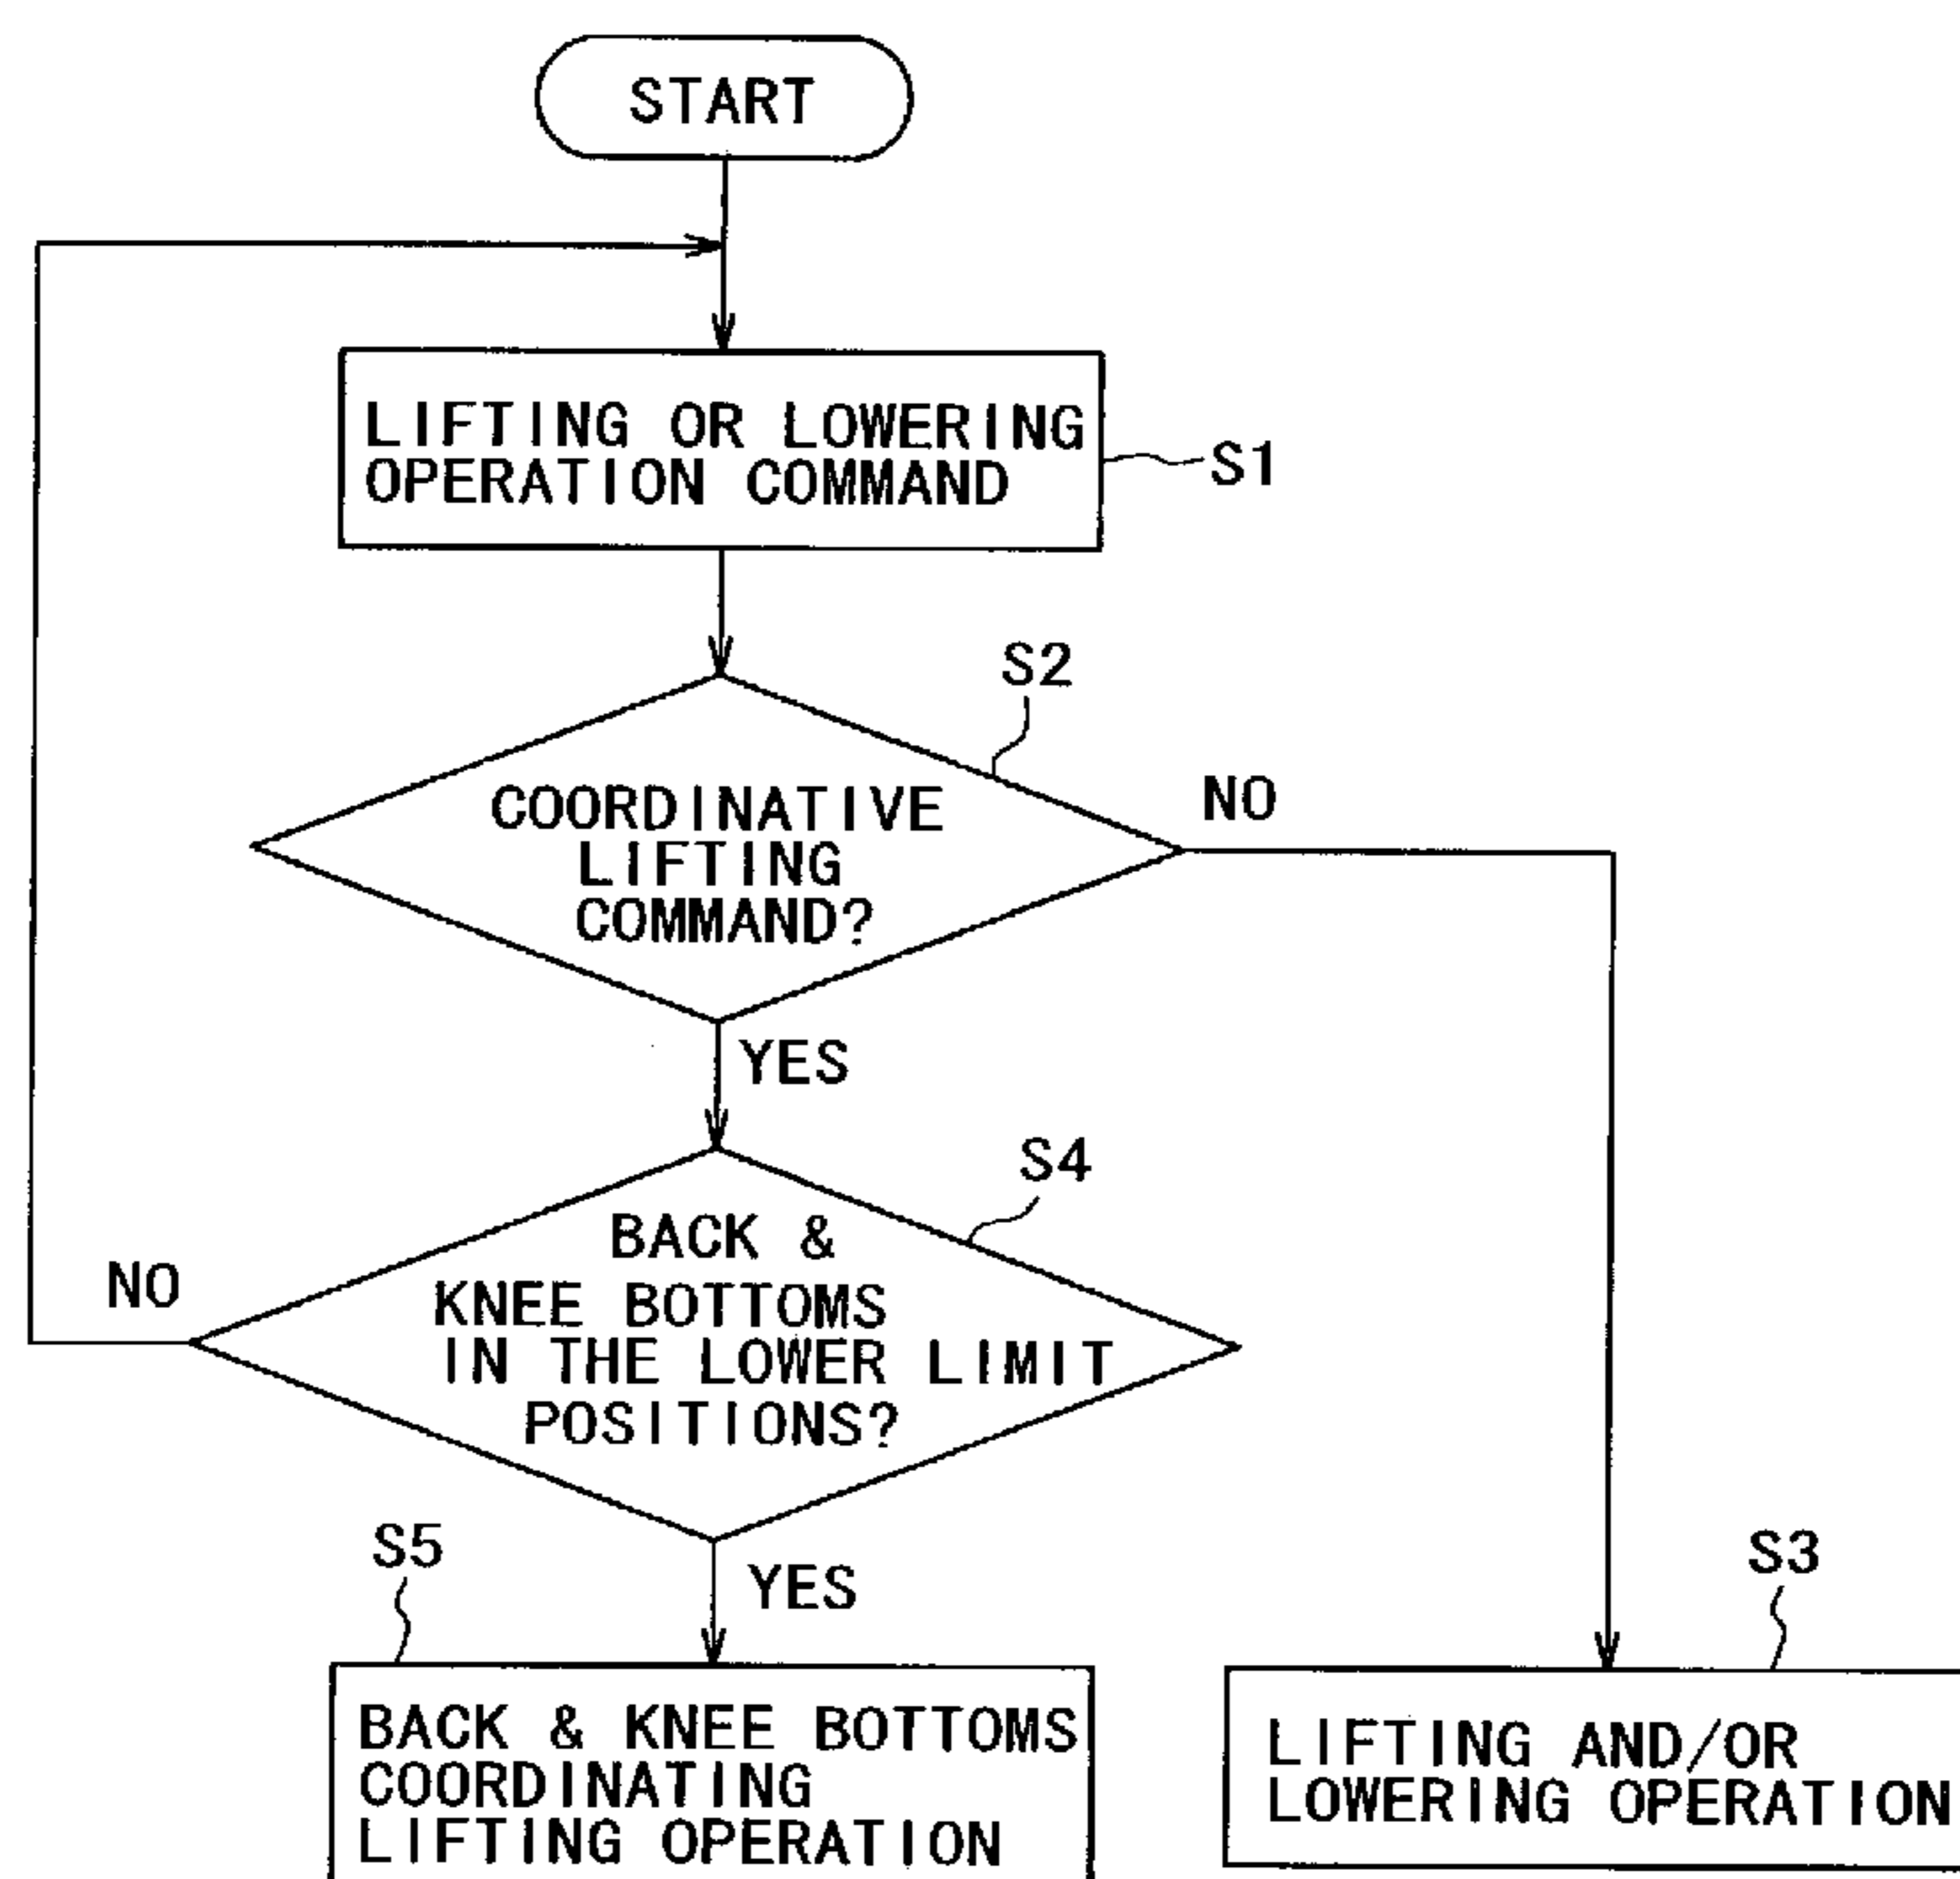 START
LIFTING OR LOWERING
OPERATION COMMAND
S1
S2
COORDINATIVE
LIFTING
COMMAND?
NO
YES
S4
BACK &
KNEE BOTTOMS
IN THE LOWER LIMIT
POSITIONS?
NO
YES
S5
BACK & KNEE BOTTOMS
COORDINATING
LIFTING OPERATION
S3
LIFTING AND/OR
LOWERING OPERATION